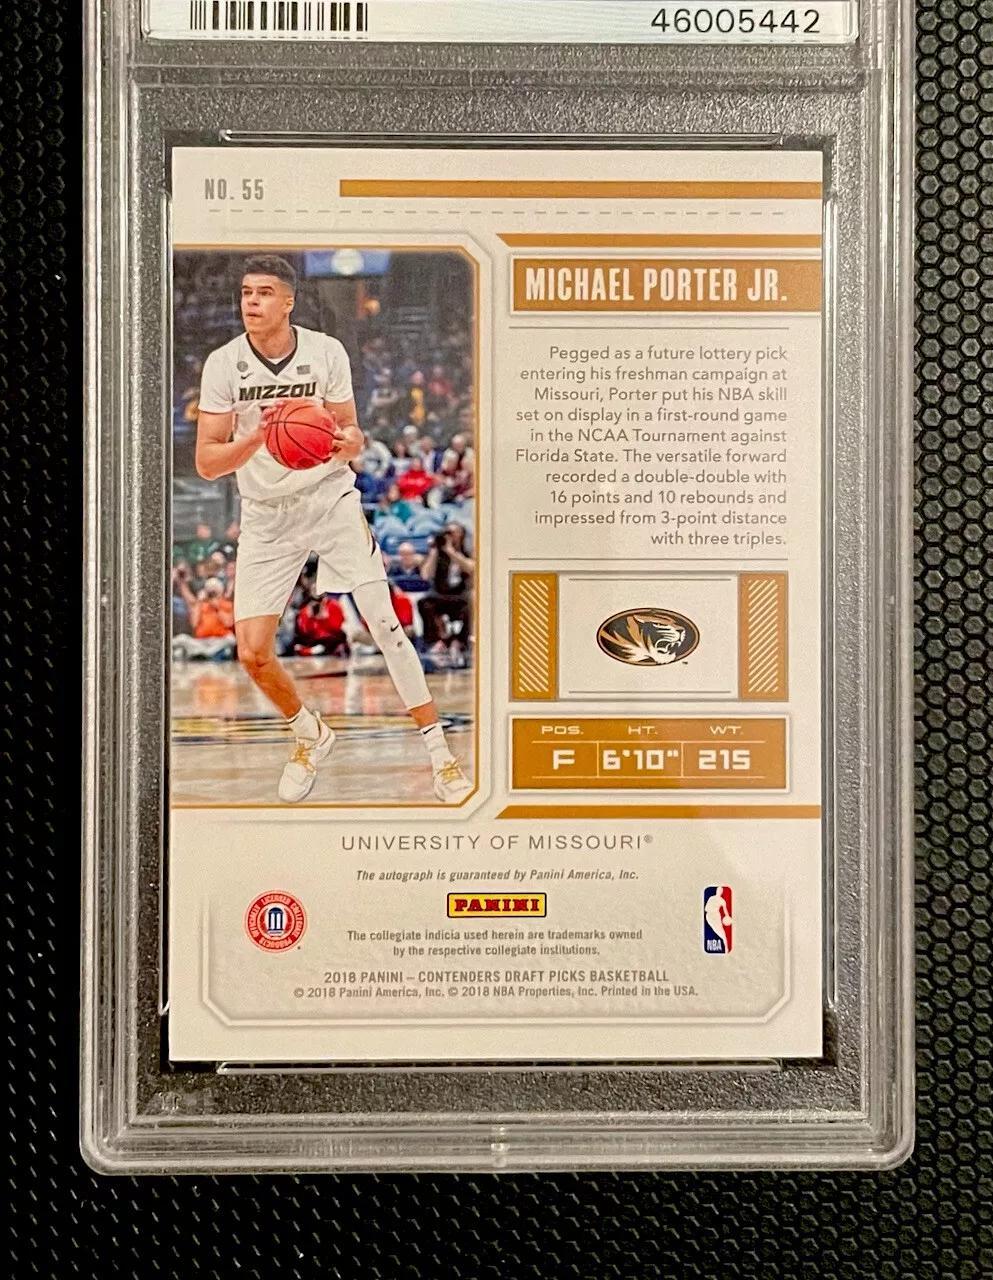 46005442
NO. 55
MICHAEL PORTER JR.
Pegged as a future lottery pick
entering his freshman campaign at
Missouri, Porter put his NBA skill
set on display in a first-round game
in the NCAA Tournament against
Florida State. The versatile forward
recorded a double-double with
16 points and 10 rebounds and
impressed from 3-point distance
with three triples.
MIZZOU
POS. HT. WT.
F 6'10" 215
UNIVERSITY OF MISSOURI®
The autograph is guaranteed by Panini America, Inc.
OFFICIALLY LICENSED COLLEGIATE PRODUCTS
PANINI
NBA
The collegiate indicia used herein are trademarks owned
by the respective collegiate institutions.
2018 PANINI – CONTENDERS DRAFT PICKS BASKETBALL
© 2018 Panini America, Inc. © 2018 NBA Properties, Inc. Printed in the USA.